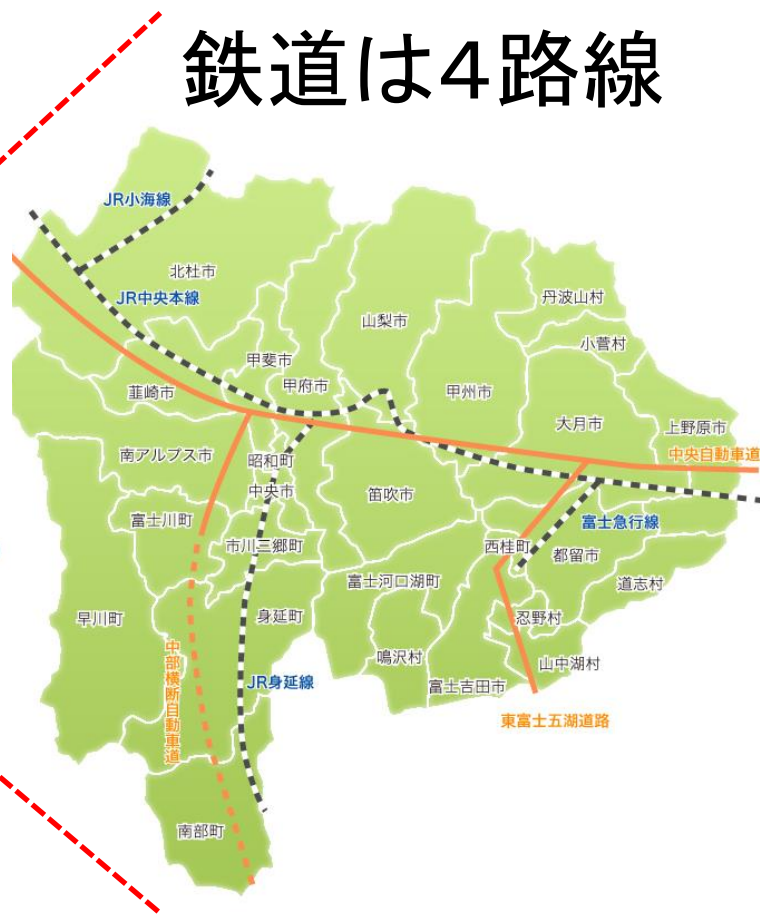 鉄道は4路線
JR小海線
北杜市
JR中央本線
丹波山村
山梨市
小菅村
甲斐市
甲府市
韮崎市
甲州市
大月市
上野原市
南アルプス市
昭和町
中央自動車道
中央市
笛吹市
富士川町
富士急行線
市川三郷町
西桂町
都留市
富士河口湖町
道志村
早川町
身延町
忍野村
鳴沢村
山中湖村
中部横断自動車道
JR身延線
富士吉田市
東富士五湖道路
南部町